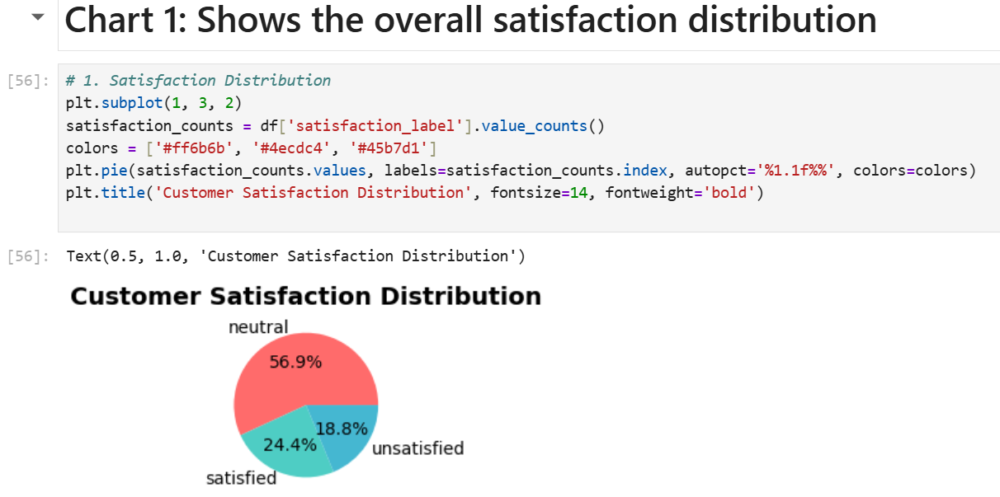 Chart 1: Shows the overall satisfaction distribution
[56]:
# 1. Satisfaction Distribution
plt.subplot(1, 3, 2)
satisfaction_counts = df['satisfaction_label'].value_counts()
colors = ['#ff6b6b', '#4ecdc4', '#45b7d1']
plt.pie(satisfaction_counts.values, labels=satisfaction_counts.index, autopct='%1.1f%%', colors=colors)
plt.title('Customer Satisfaction Distribution', fontsize=14, fontweight='bold')
[56]:
Text(0.5, 1.0, 'Customer Satisfaction Distribution')
Customer Satisfaction Distribution
neutral
56.9%
18.8%
24.4%
unsatisfied
satisfied